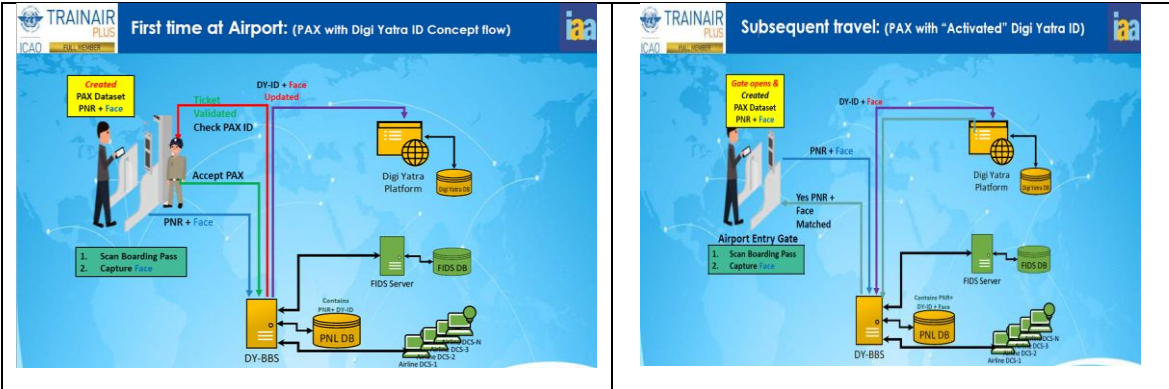 TRAINAIR
PLUS
ICAO FULL MEMBER
First time at Airport: (PAX with Digi Yatra ID Concept flow)
iaa
Created
PAX Dataset
PNR + Face
Ticket
Validated
Check PAX ID
DY-ID + Face
Updated
Accept PAX
PNR + Face
Digi Yatra
Platform
Digi Yatra DB
1. Scan Boarding Pass
2. Capture Face
FIDS Server
FIDS DB
Contains
PNR+ DY-ID
PNL DB
DY-BBS
Airline DCS-N
Airline DCS-3
Airline DCS-2
Airline DCS-1
TRAINAIR
PLUS
ICAO FULL MEMBER
Subsequent travel: (PAX with “Activated” Digi Yatra ID)
iaa
Gate opens &
Created
PAX Dataset
PNR + Face
DY-ID + Face
PNR + Face
Yes PNR +
Face
Matched
Digi Yatra
Platform
Digi Yatra DB
Airport Entry Gate
1. Scan Boarding Pass
2. Capture Face
FIDS Server
FIDS DB
Contains PNR+
DY-ID + Face
PNL DB
DY-BBS
Airline DCS-N
Airline DCS-3
Airline DCS-2
Airline DCS-1